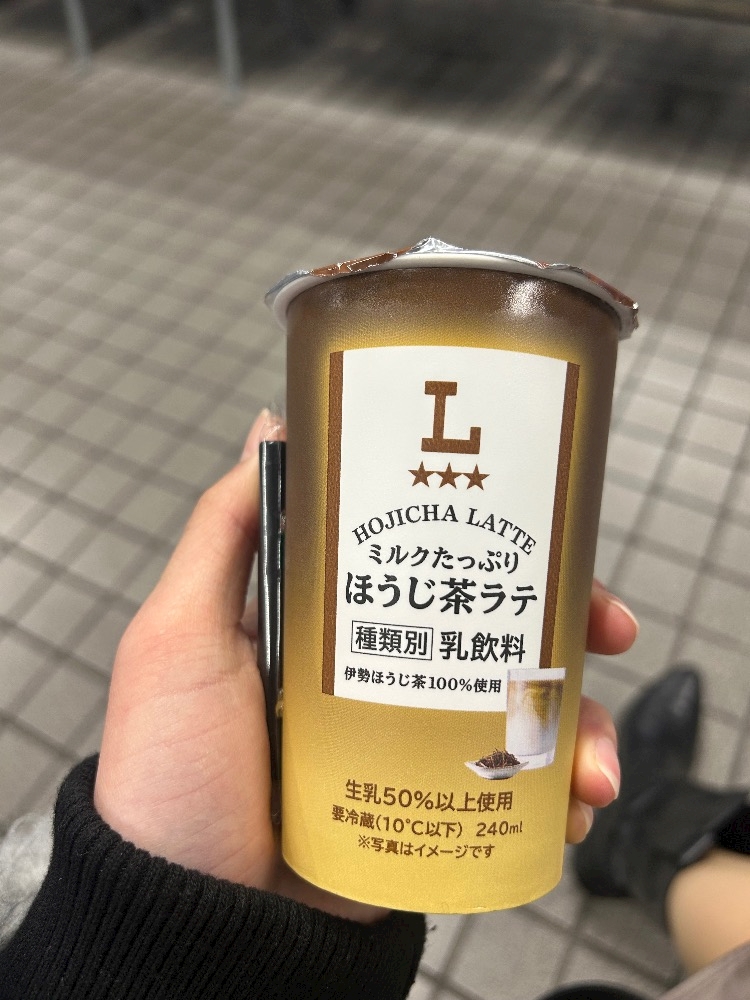 L
★★★
HOJICHA LATTE
ミルクたっぷり
ほうじ茶ラテ
種類別 乳飲料
伊勢ほうじ茶100%使用
生乳50%以上使用
要冷蔵(10℃以下) 240ml
※写真はイメージです